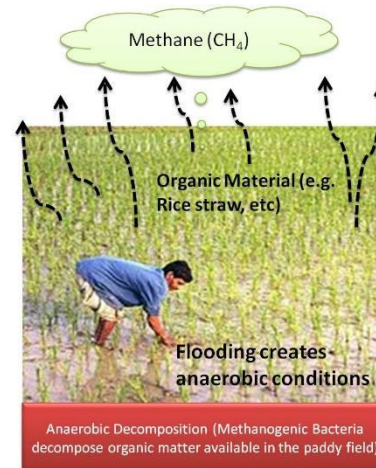 Methane (CH₄)
Organic Material (e.g.
Rice straw, etc)
Flooding creates
anaerobic conditions
Anaerobic Decomposition (Methanogenic Bacteria
decompose organic matter available in the paddy field)